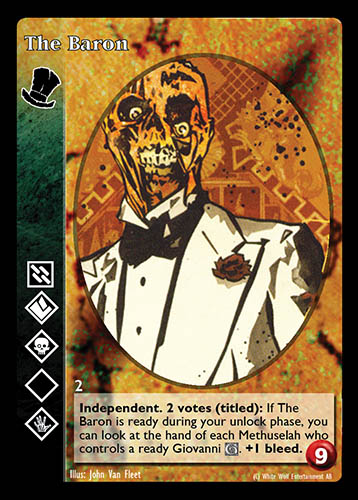 The Baron
2
Independent. 2 votes (titled): If The
Baron is ready during your unlock phase, you
can look at the hand of each Methuselah who
controls a ready Giovanni . +1 bleed.
9
Illus: John Van Fleet
(C) White Wolf Entertainment AB